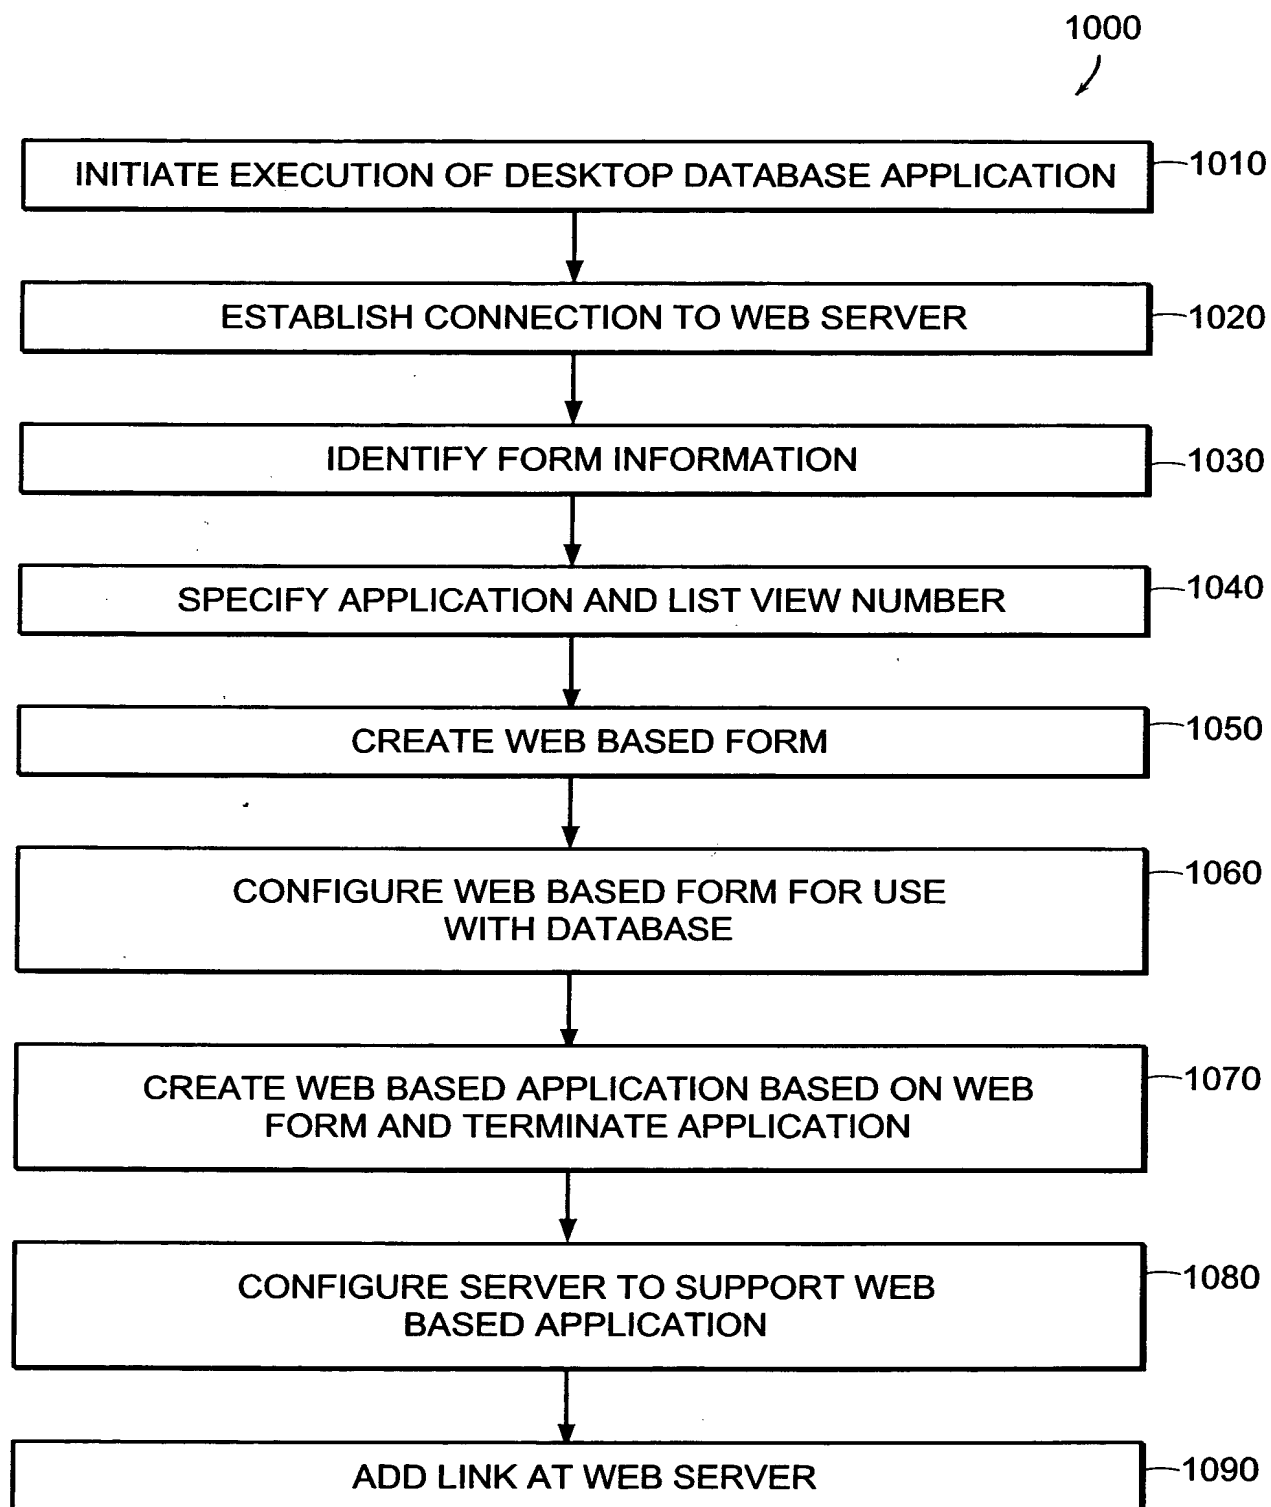 1000
INITIATE EXECUTION OF DESKTOP DATABASE APPLICATION
1010
ESTABLISH CONNECTION TO WEB SERVER
1020
IDENTIFY FORM INFORMATION
1030
SPECIFY APPLICATION AND LIST VIEW NUMBER
1040
CREATE WEB BASED FORM
1050
CONFIGURE WEB BASED FORM FOR USE
WITH DATABASE
1060
CREATE WEB BASED APPLICATION BASED ON WEB
FORM AND TERMINATE APPLICATION
1070
CONFIGURE SERVER TO SUPPORT WEB
BASED APPLICATION
1080
ADD LINK AT WEB SERVER
1090